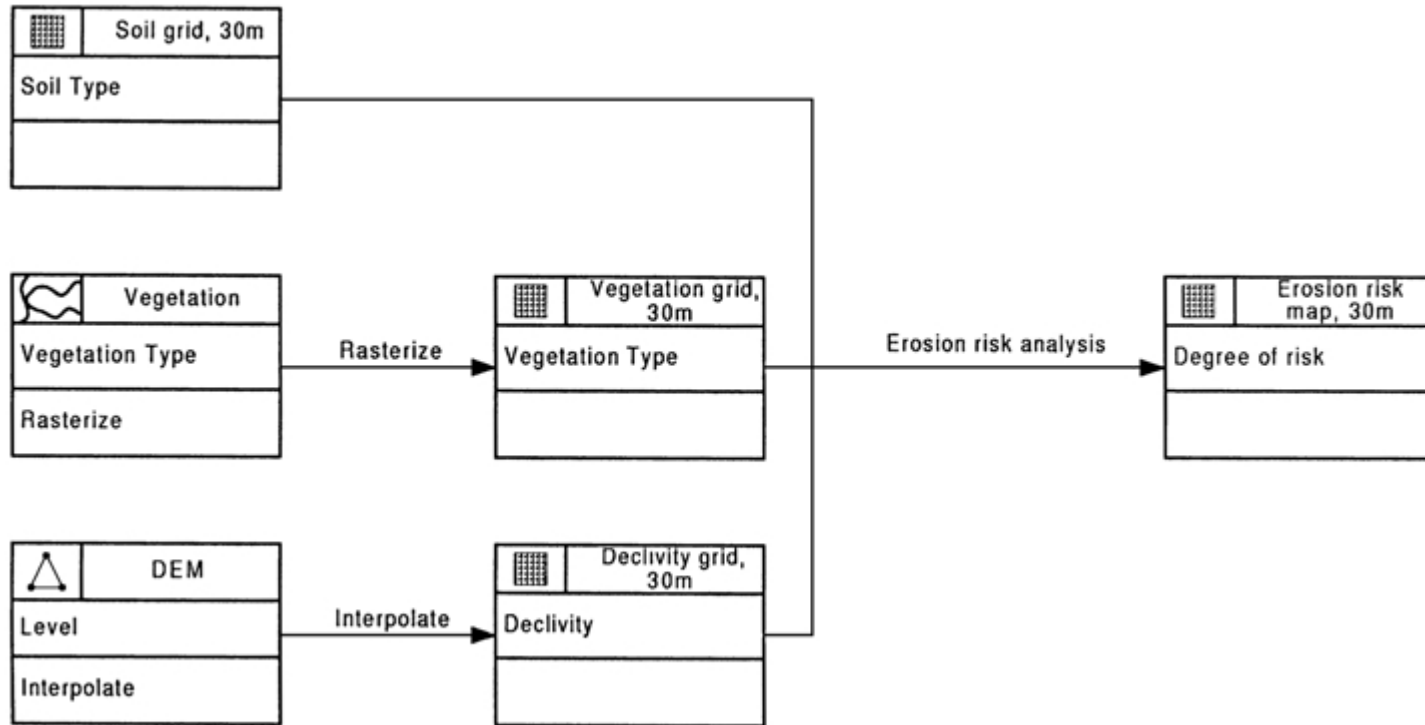 Soil grid, 30m
Soil Type
Vegetation
Vegetation Type
Rasterize
Rasterize
Vegetation grid,
30m
Vegetation Type
Erosion risk analysis
Erosion risk
map, 30m
Degree of risk
DEM
Level
Interpolate
Interpolate
Declivity grid,
30m
Declivity